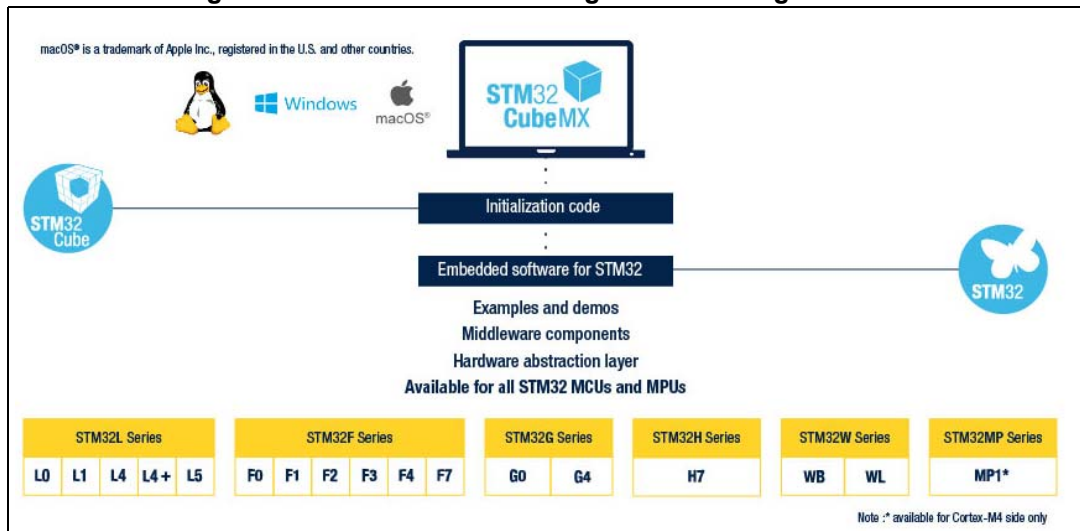 macOS® is a trademark of Apple Inc., registered in the U.S. and other countries.
Windows
macOS®
STM32
CubeMX
STM32
Cube
Initialization code
Embedded software for STM32
STM32
Examples and demos
Middleware components
Hardware abstraction layer
Available for all STM32 MCUs and MPUs
STM32L Series
L0 L1 L4 L4+ L5
STM32F Series
F0 F1 F2 F3 F4 F7
STM32G Series
G0 G4
STM32H Series
H7
STM32W Series
WB WL
STM32MP Series
MP1*
Note :* available for Cortex-M4 side only